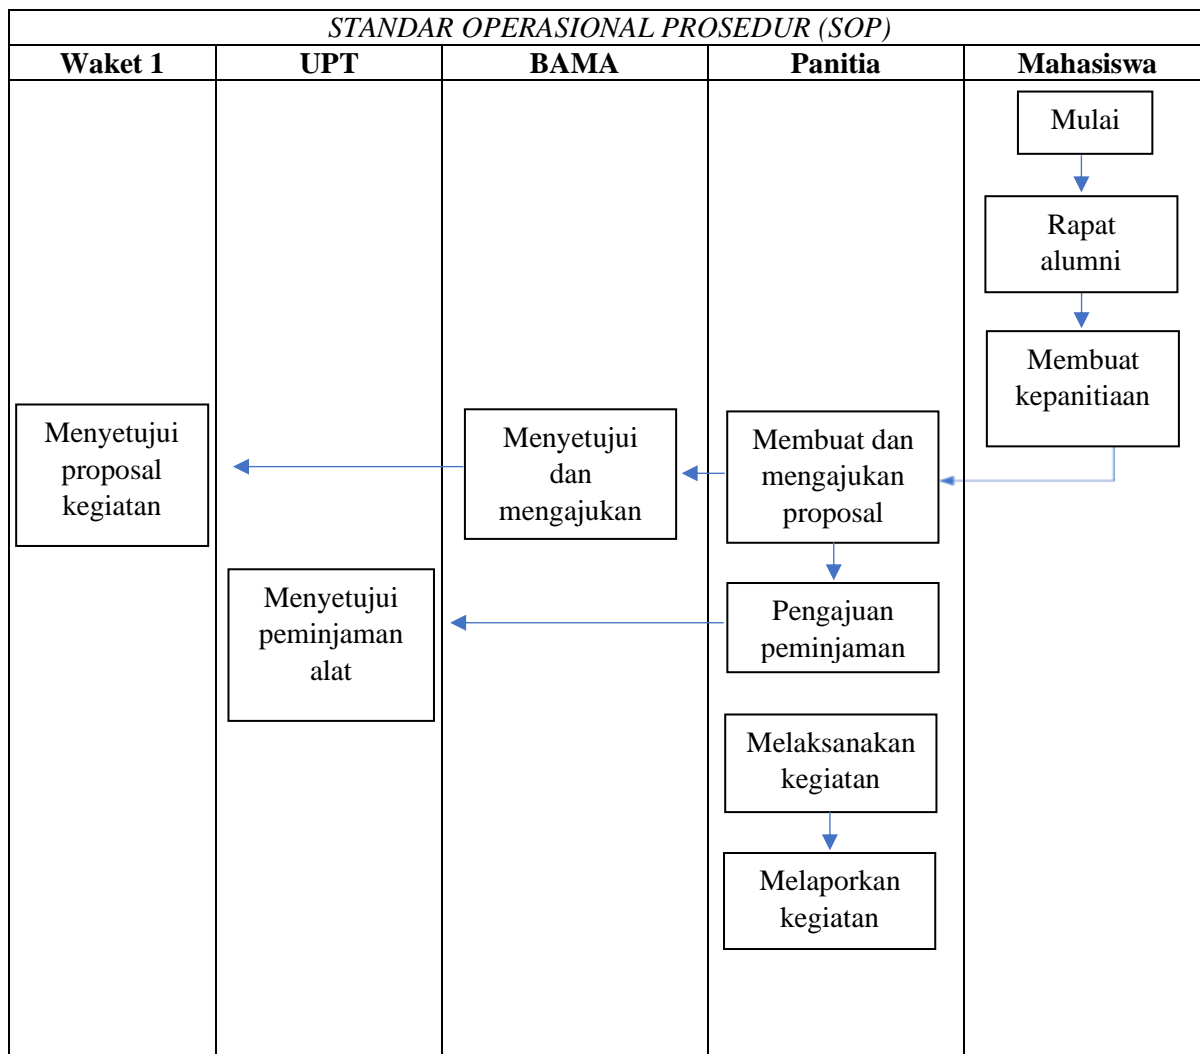 STANDAR OPERASIONAL PROSEDUR (SOP)
Waket 1 UPT BAMA Panitia Mahasiswa
Mulai
Rapat
alumni
Membuat
kepanitiaan
Menyetujui
proposal
kegiatan
Menyetujui
dan
mengajukan
Membuat dan
mengajukan
proposal
Menyetujui
peminjaman
alat
Pengajuan
peminjaman
Melaksanakan
kegiatan
Melaporkan
kegiatan